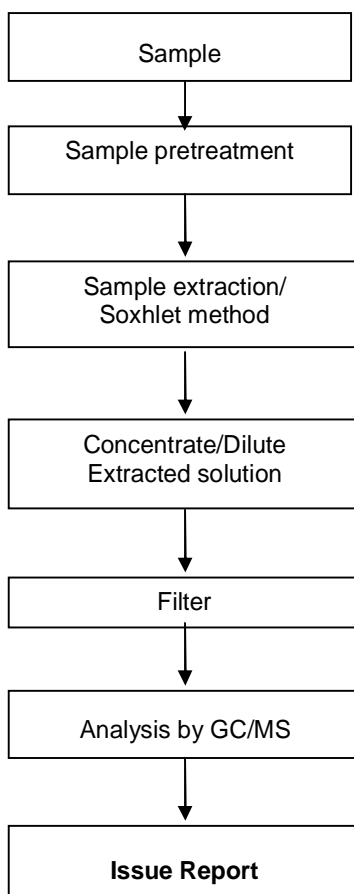 Sample
Sample pretreatment
Sample extraction/
Soxhlet method
Concentrate/Dilute
Extracted solution
Filter
Analysis by GC/MS
Issue Report